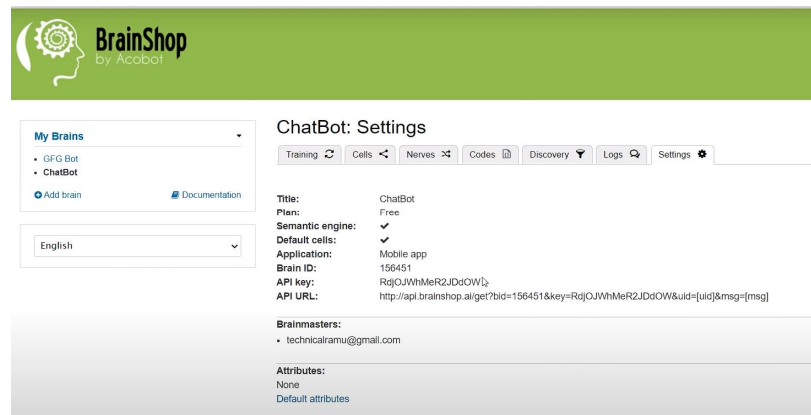 BrainShop
by Acobot
My Brains
GFG Bot
ChatBot
Add brain
Documentation
English
ChatBot: Settings
Training
Cells
Nerves
Codes
Discovery
Logs
Settings
Title: ChatBot
Plan: Free
Semantic engine: ✔
Default cells: ✔
Application: Mobile app
Brain ID: 156451
API key: RdjOJWhMeR2JDdOW
API URL: http://api.brainshop.ai/get?bid=156451&key=RdjOJWhMeR2JDdOW&uid=[uid]&msg=[msg]
Brainmasters:
technicalramu@gmail.com
Attributes:
None
Default attributes